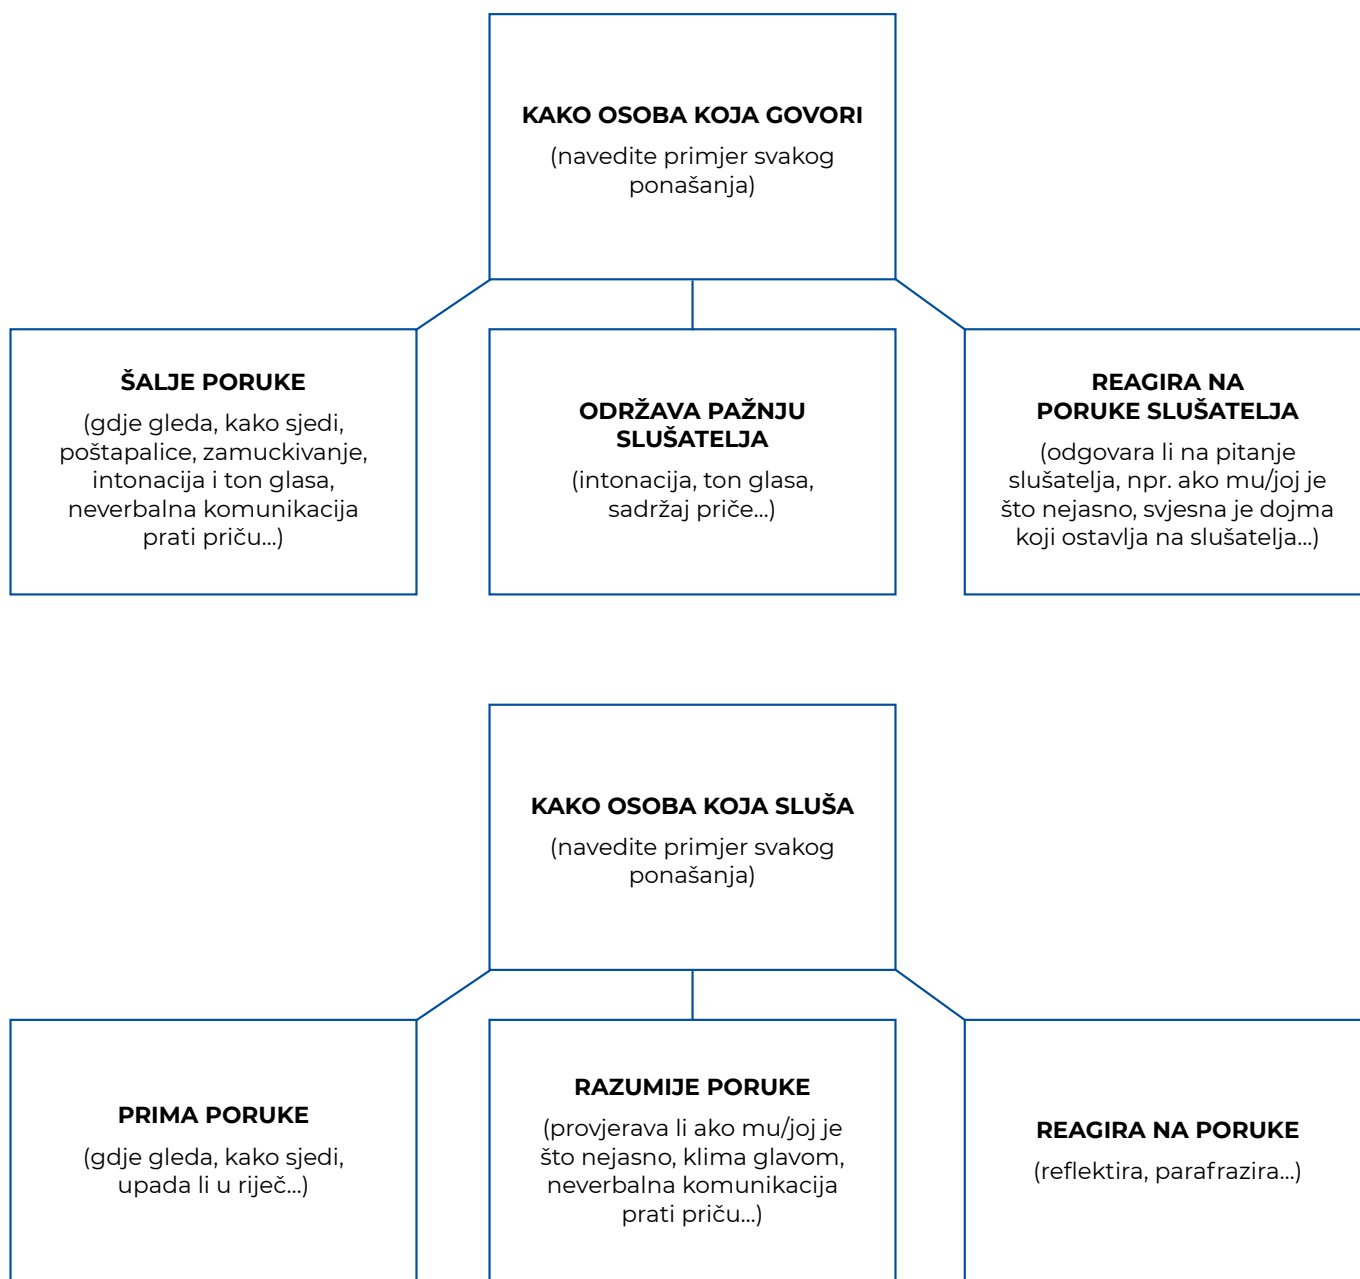 KAKO OSOBA KOJA GOVORI
(navedite primjer svakog
ponašanja)
ŠALJE PORUKE
(gdje gleda, kako sjedi,
poštapalice, zamuckivanje,
intonacija i ton glasa,
neverbalna komunikacija
prati priču...)
ODRŽAVA PAŽNJU
SLUŠATELJA
(intonacija, ton glasa,
sadržaj priče...)
REAGIRA NA
PORUKE SLUŠATELJA
(odgovara li na pitanje
slušatelja, npr. ako mu/joj je
što nejasno, svjesna je dojma
koji ostavlja na slušatelja...)
KAKO OSOBA KOJA SLUŠA
(navedite primjer svakog
ponašanja)
PRIMA PORUKE
(gdje gleda, kako sjedi,
upada li u riječ...)
RAZUMIJE PORUKE
(provjerava li ako mu/joj je
što nejasno, klima glavom,
neverbalna komunikacija
prati priču...)
REAGIRA NA PORUKE
(reflektira, parafrazira...)